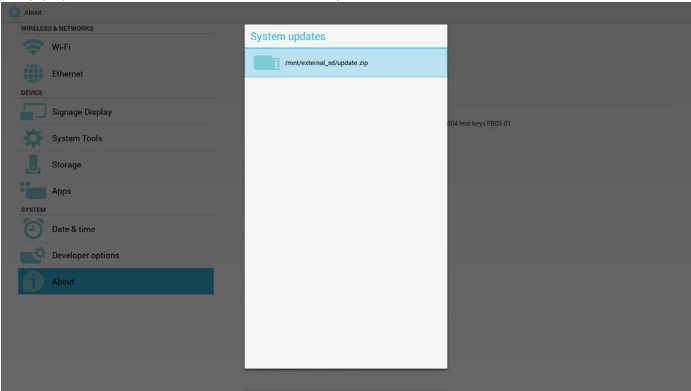 About
WIRELESS & NETWORKS
Wi-Fi
Ethernet
DEVICE
Signage Display
System Tools
Storage
Apps
SYSTEM
Date & time
Developer options
About
System updates
/mnt/external_sd/update.zip
804 test-keys FB03.01